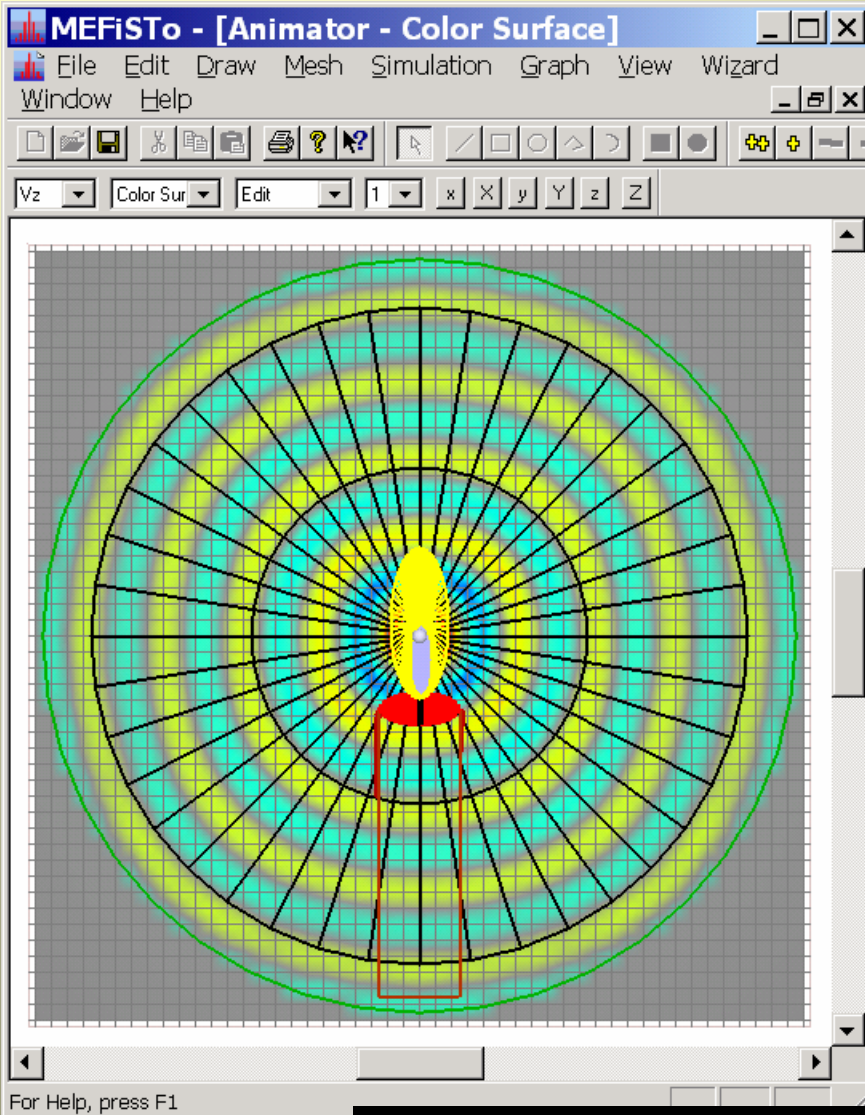 MEFiSTo - [Animator - Color Surface]
File Edit Draw Mesh Simulation Graph View Wizard
Window Help
Vz Color Sur Edit 1 x X y Y z Z
For Help, press F1